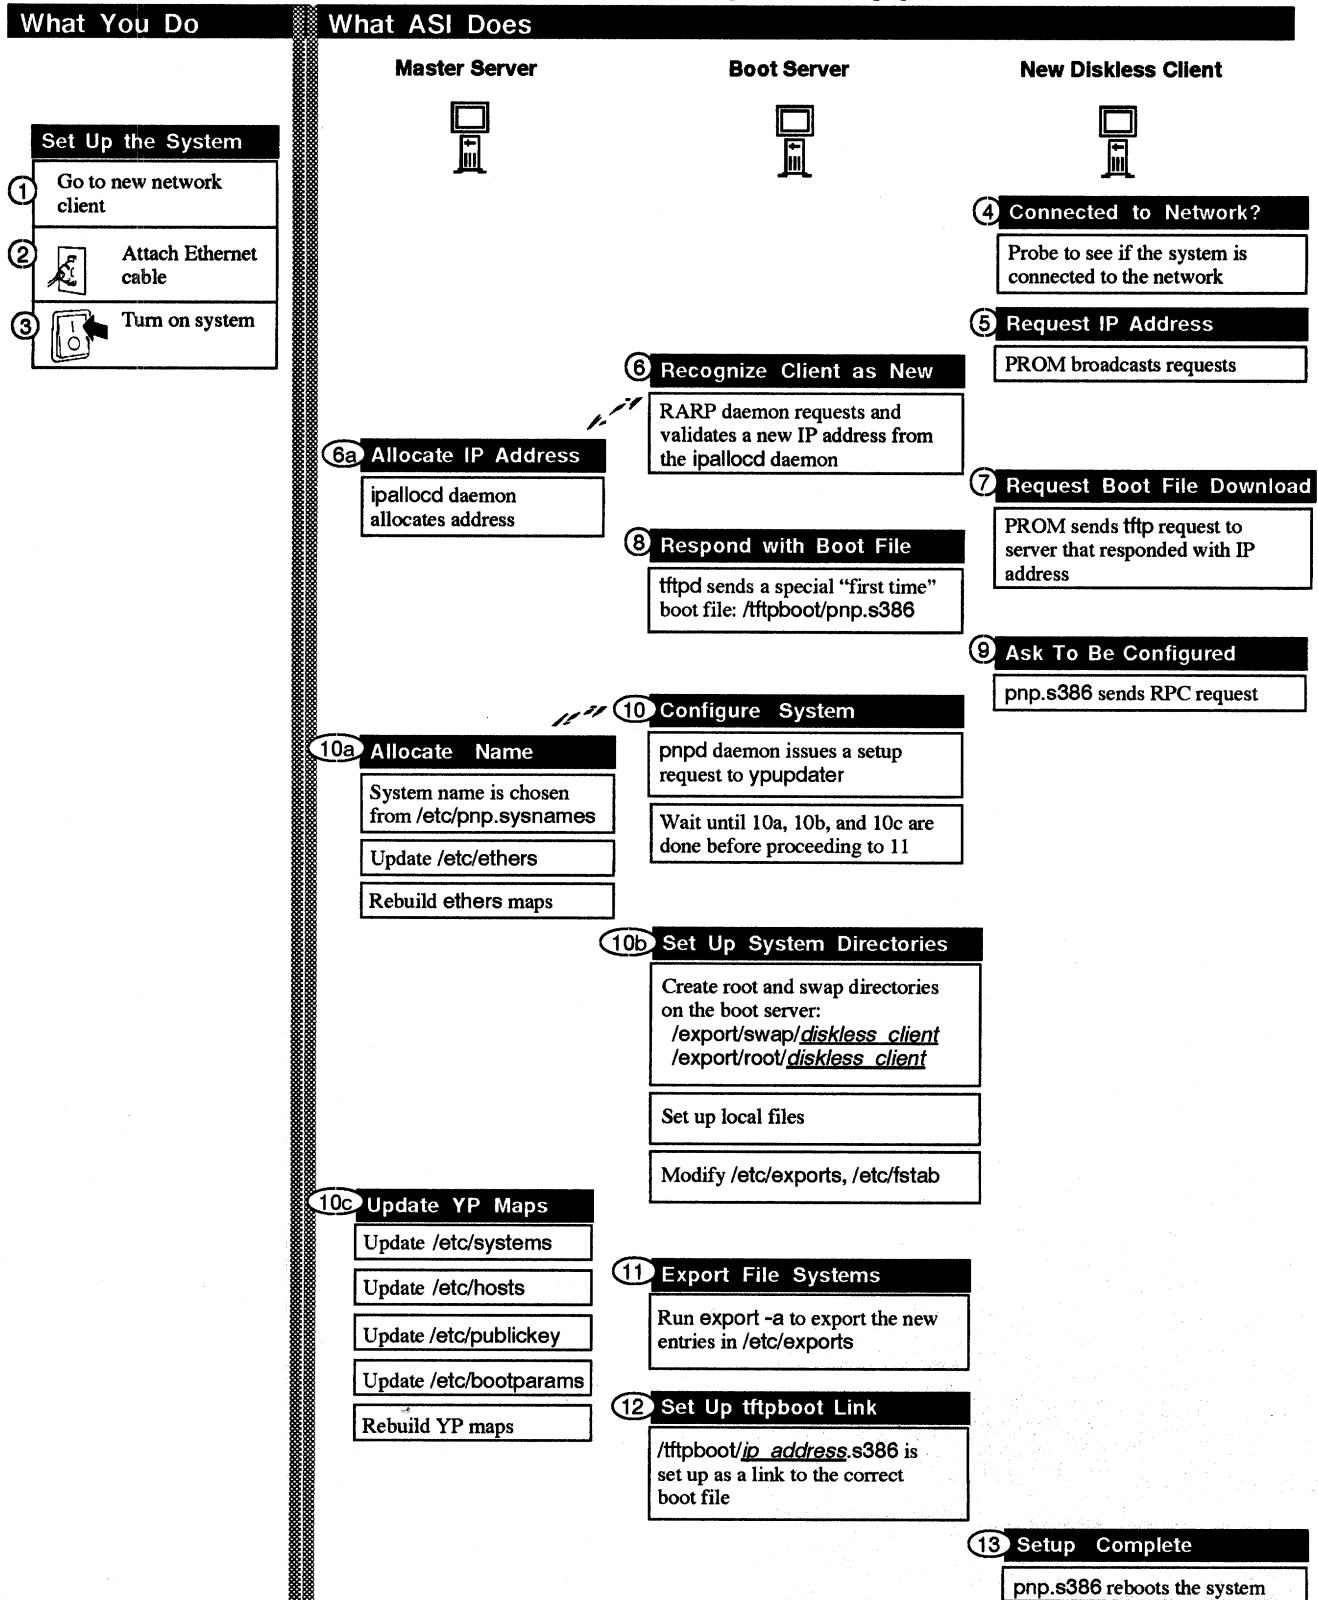 What You Do
What ASI Does
Master Server
Boot Server
New Diskless Client
Set Up the System
1
Go to new network
client
2
Attach Ethernet
cable
3
Turn on system
4
Connected to Network?
Probe to see if the system is
connected to the network
5
Request IP Address
PROM broadcasts requests
6
Recognize Client as New
RARP daemon requests and
validates a new IP address from
the ipallocd daemon
6a
Allocate IP Address
ipallocd daemon
allocates address
7
Request Boot File Download
PROM sends tftp request to
server that responded with IP
address
8
Respond with Boot File
tftpd sends a special “first time”
boot file: /tftpboot/pnp.s386
9
Ask To Be Configured
pnp.s386 sends RPC request
10
Configure System
pnpd daemon issues a setup
request to ypupdater
Wait until 10a, 10b, and 10c are
done before proceeding to 11
10a
Allocate Name
System name is chosen
from /etc/pnp.sysnames
Update /etc/ethers
Rebuild ethers maps
10b
Set Up System Directories
Create root and swap directories
on the boot server:
/export/swap/diskless_client
/export/root/diskless_client
Set up local files
Modify /etc/exports, /etc/fstab
10c
Update YP Maps
Update /etc/systems
Update /etc/hosts
Update /etc/publickey
Update /etc/bootparams
Rebuild YP maps
11
Export File Systems
Run export -a to export the new
entries in /etc/exports
12
Set Up tftpboot Link
/tftpboot/ip_address.s386 is
set up as a link to the correct
boot file
13
Setup Complete
pnp.s386 reboots the system